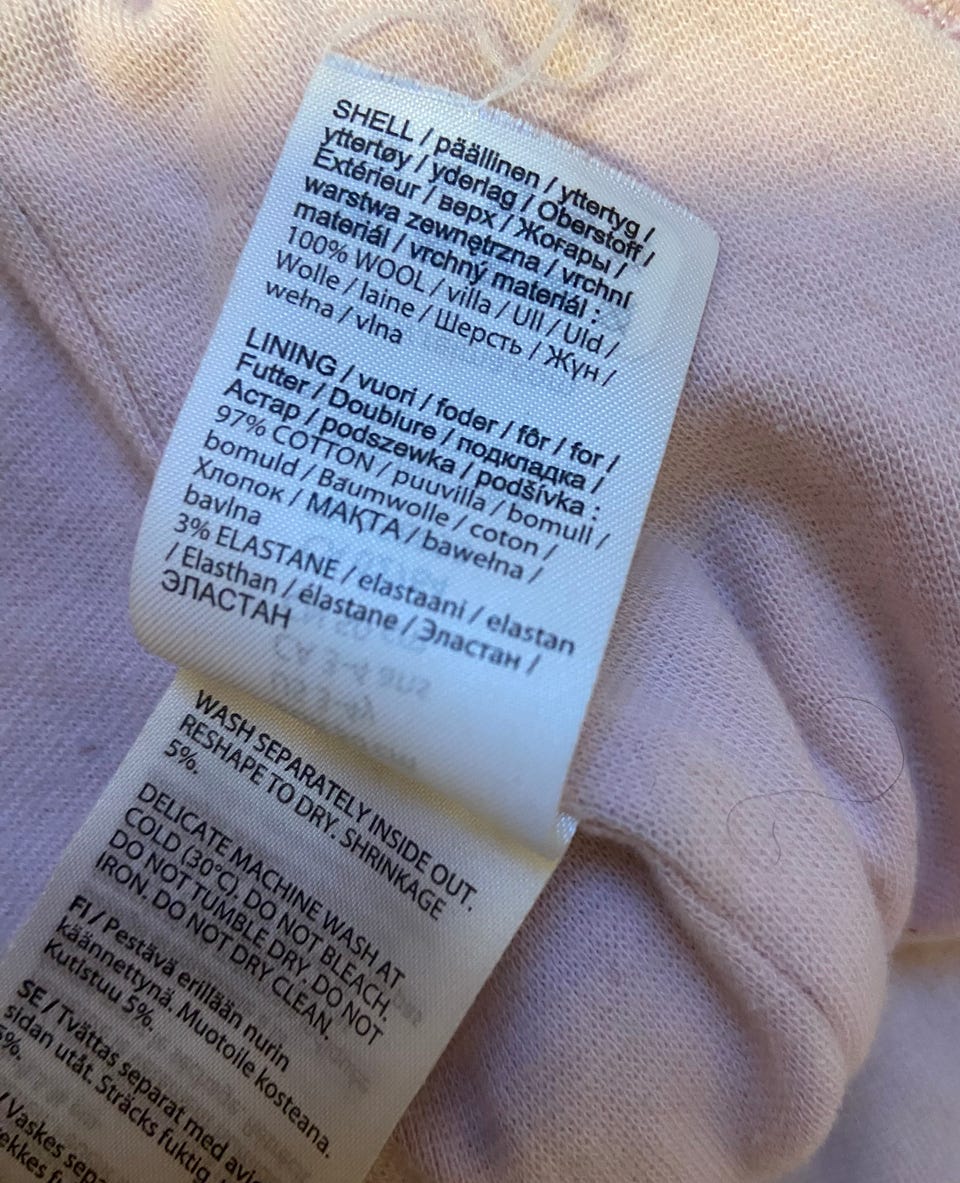 SHELL / päällinen / yttertyg /
yttertøy / yderlag / Oberstoff /
Extérieur / верх / Жоғары /
warstwa zewnętrzna / vrchní
materiál / vrchný materiál :
100% WOOL / villa / Ull / Uld /
Wolle / laine / Шерсть / Жүн /
wełna / vlna
LINING / vuori / foder / fôr / for /
Futter / Doublure / подкладка /
Астар / podszewka / podšívka :
97% COTTON / puuvilla / bomull /
bomuld / Baumwolle / coton /
Хлопок / МАҚТА / bawełna /
bavlna
3% ELASTANE / elastaani / elastan
/ Elasthan / élastane / Эластан /
ЭЛАСТАН
WASH SEPARATELY INSIDE OUT.
RESHAPE TO DRY. SHRINKAGE
5%.
DELICATE MACHINE WASH AT
COLD (30°C). DO NOT BLEACH.
DO NOT TUMBLE DRY. DO NOT
IRON. DO NOT DRY CLEAN.
FI / Pestävä erillään nurin
käännettynä. Muotoile kosteana.
Kutistuu 5%.
SE / Tvättas separat med
sidan utåt. Sträcks fuktig.
5%.
/ Vaskes